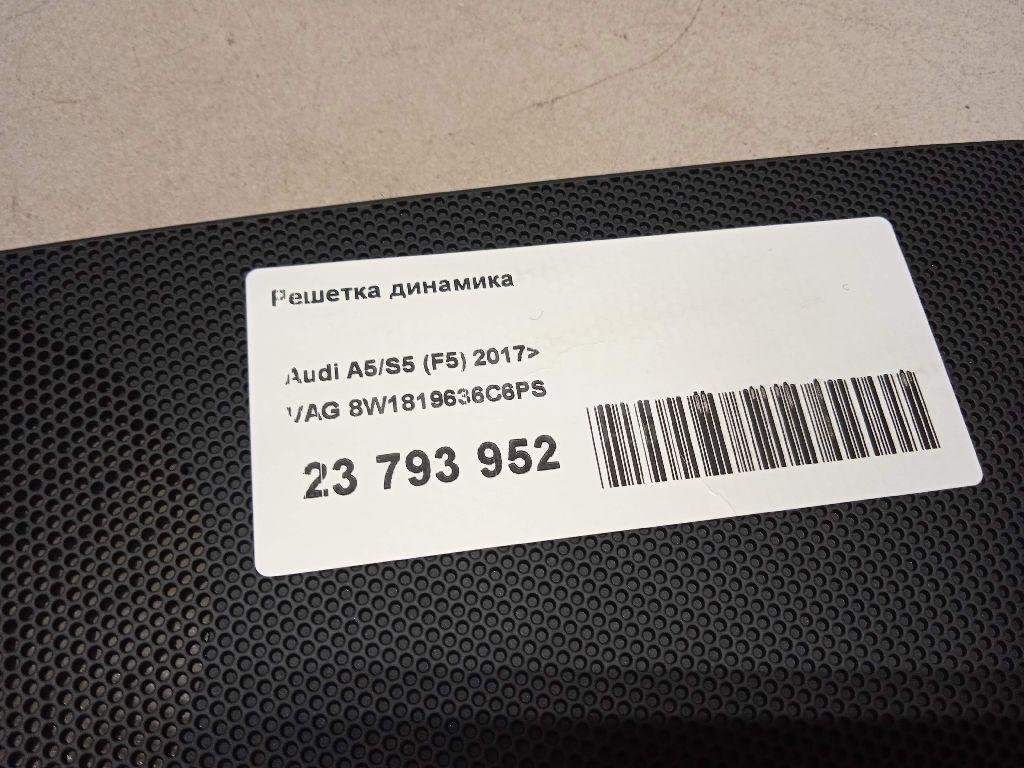 Решетка динамика
Audi A5/S5 (F5) 2017>
VAG 8W1819636C6PS
23 793 952